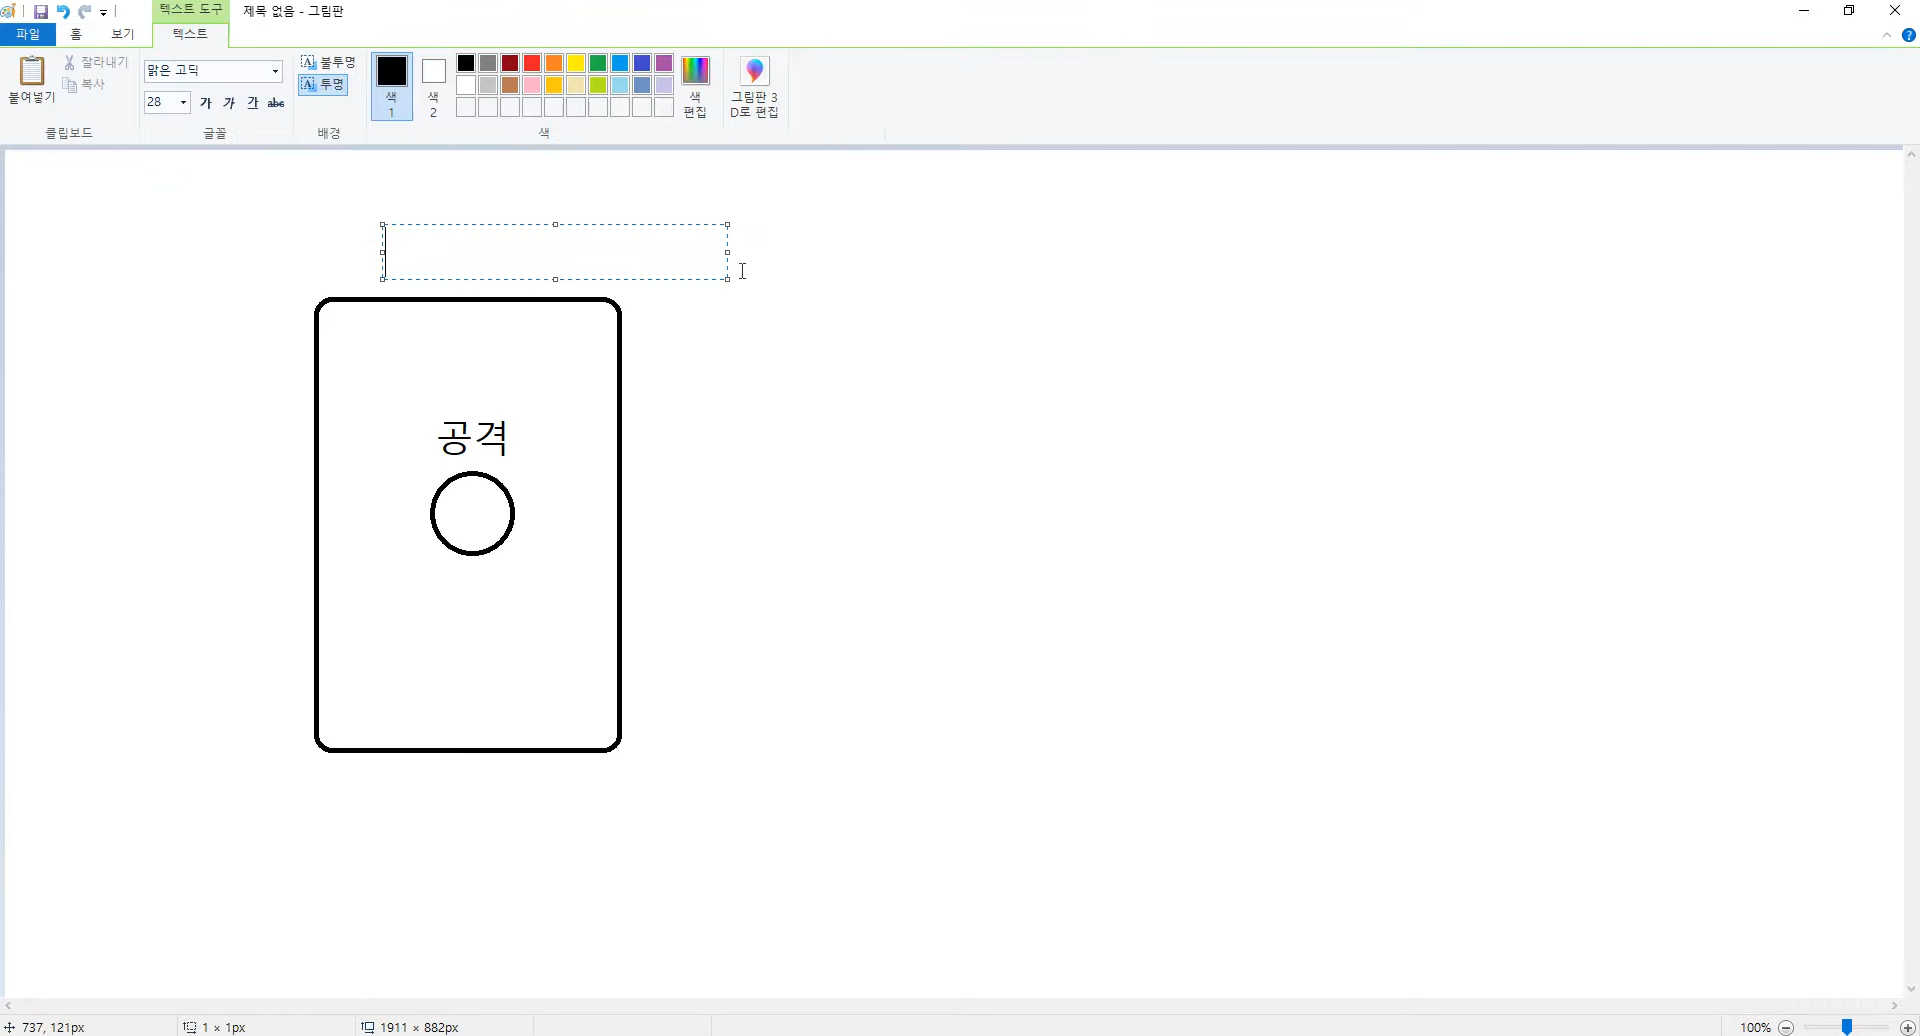 텍스트 도구
제목 없음 - 그림판
파일
홈
보기
텍스트
붙여넣기
잘라내기
복사
클립보드
맑은 고딕
28
가 가 가 abc
글꼴
불투명
투명
배경
색
1
색
2
색
편집
색
그림판 3
D로 편집
공격
737, 121px
1 × 1px
1911 × 882px
100%